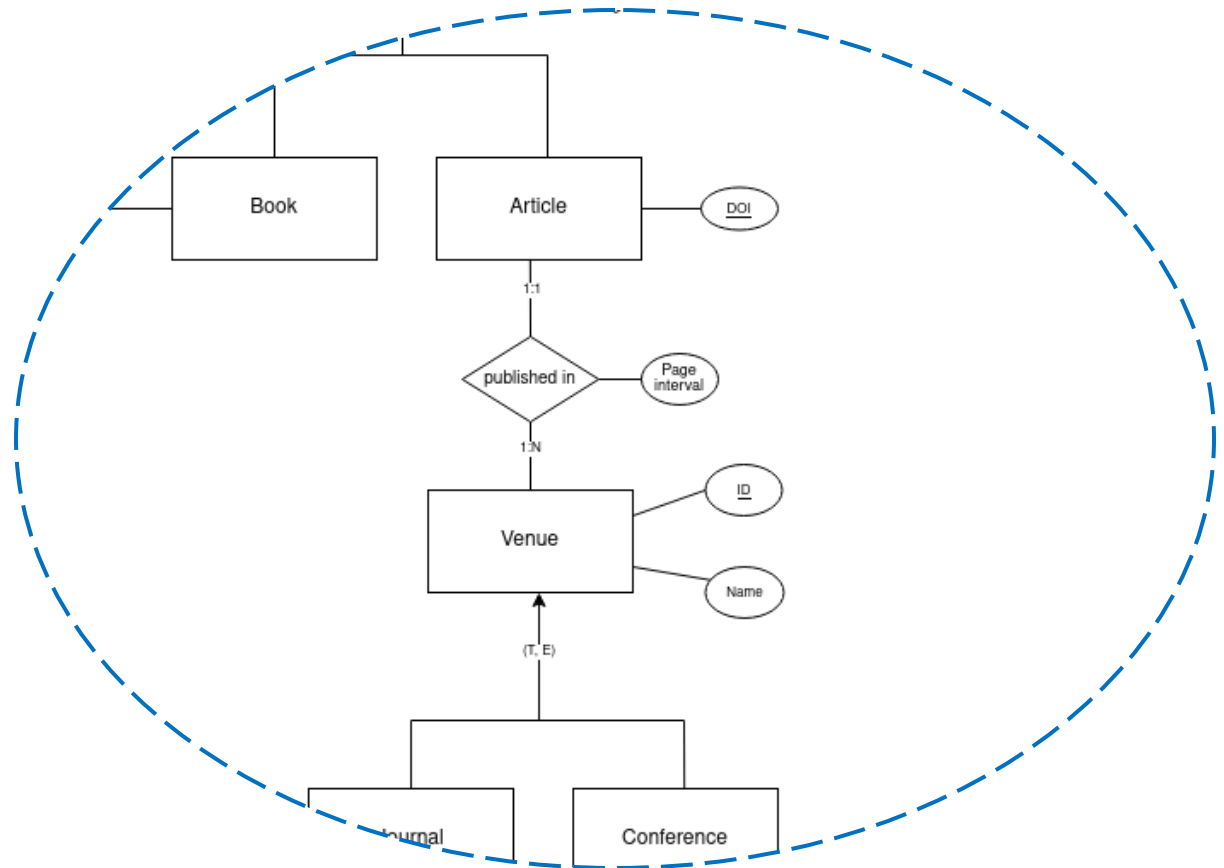 Book
Article
DOI
1:1
published in
Page
interval
1:N
ID
Venue
Name
(T, E)
Conference